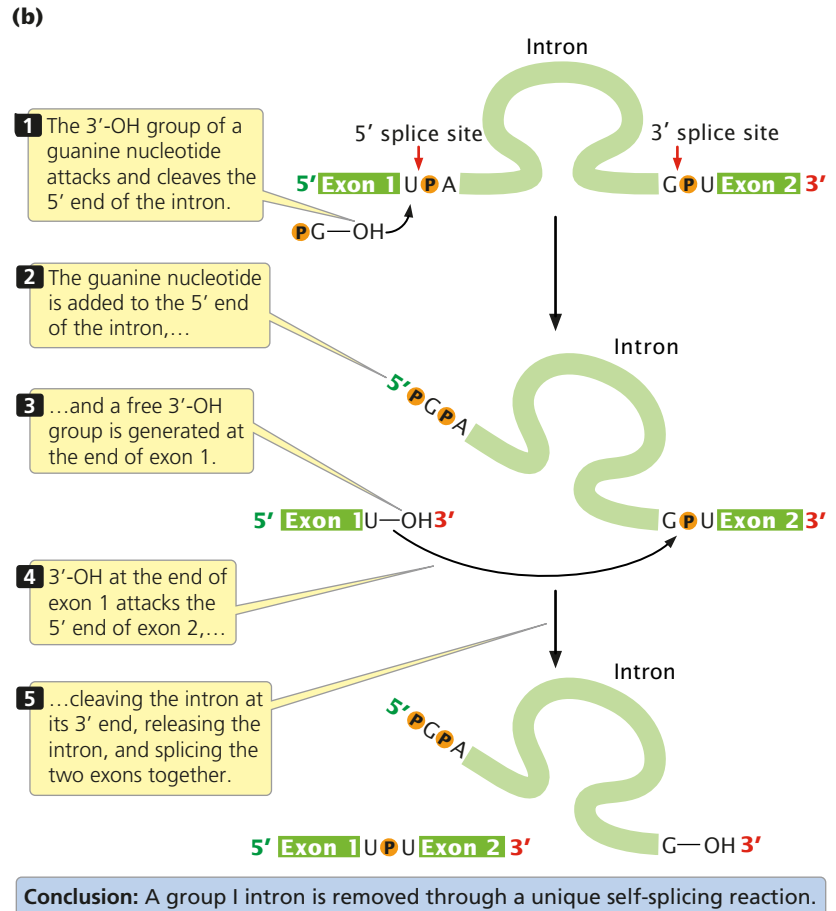 (b)
Intron
1 The 3′-OH group of a
guanine nucleotide
attacks and cleaves the
5′ end of the intron.
5′ splice site
3′ splice site
5′ Exon 1 U P A
G P U Exon 2 3′
P G—OH
2 The guanine nucleotide
is added to the 5′ end
of the intron,…
Intron
5′ P G P A
3 …and a free 3′-OH
group is generated at
the end of exon 1.
5′ Exon 1 U—OH 3′
G P U Exon 2 3′
4 3′-OH at the end of
exon 1 attacks the
5′ end of exon 2,…
Intron
5 …cleaving the intron at
its 3′ end, releasing the
intron, and splicing the
two exons together.
5′ P G P A
5′ Exon 1 U P U Exon 2 3′
G—OH 3′
Conclusion: A group I intron is removed through a unique self-splicing reaction.